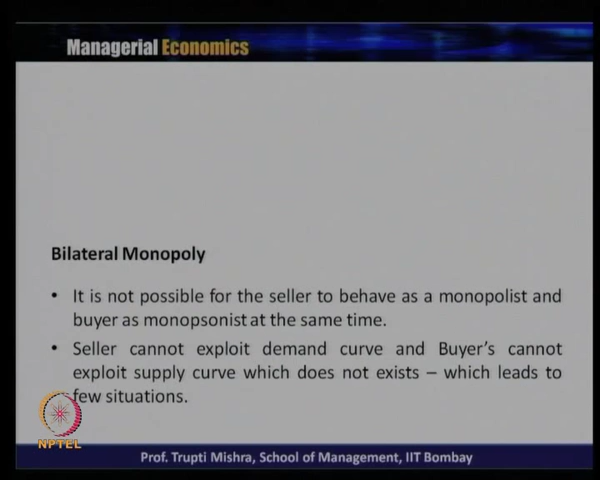 Managerial Economics
Bilateral Monopoly
• It is not possible for the seller to behave as a monopolist and
buyer as monopsonist at the same time.
• Seller cannot exploit demand curve and Buyer's cannot
exploit supply curve which does not exists – which leads to
few situations.
NPTEL
Prof. Trupti Mishra, School of Management, IIT Bombay